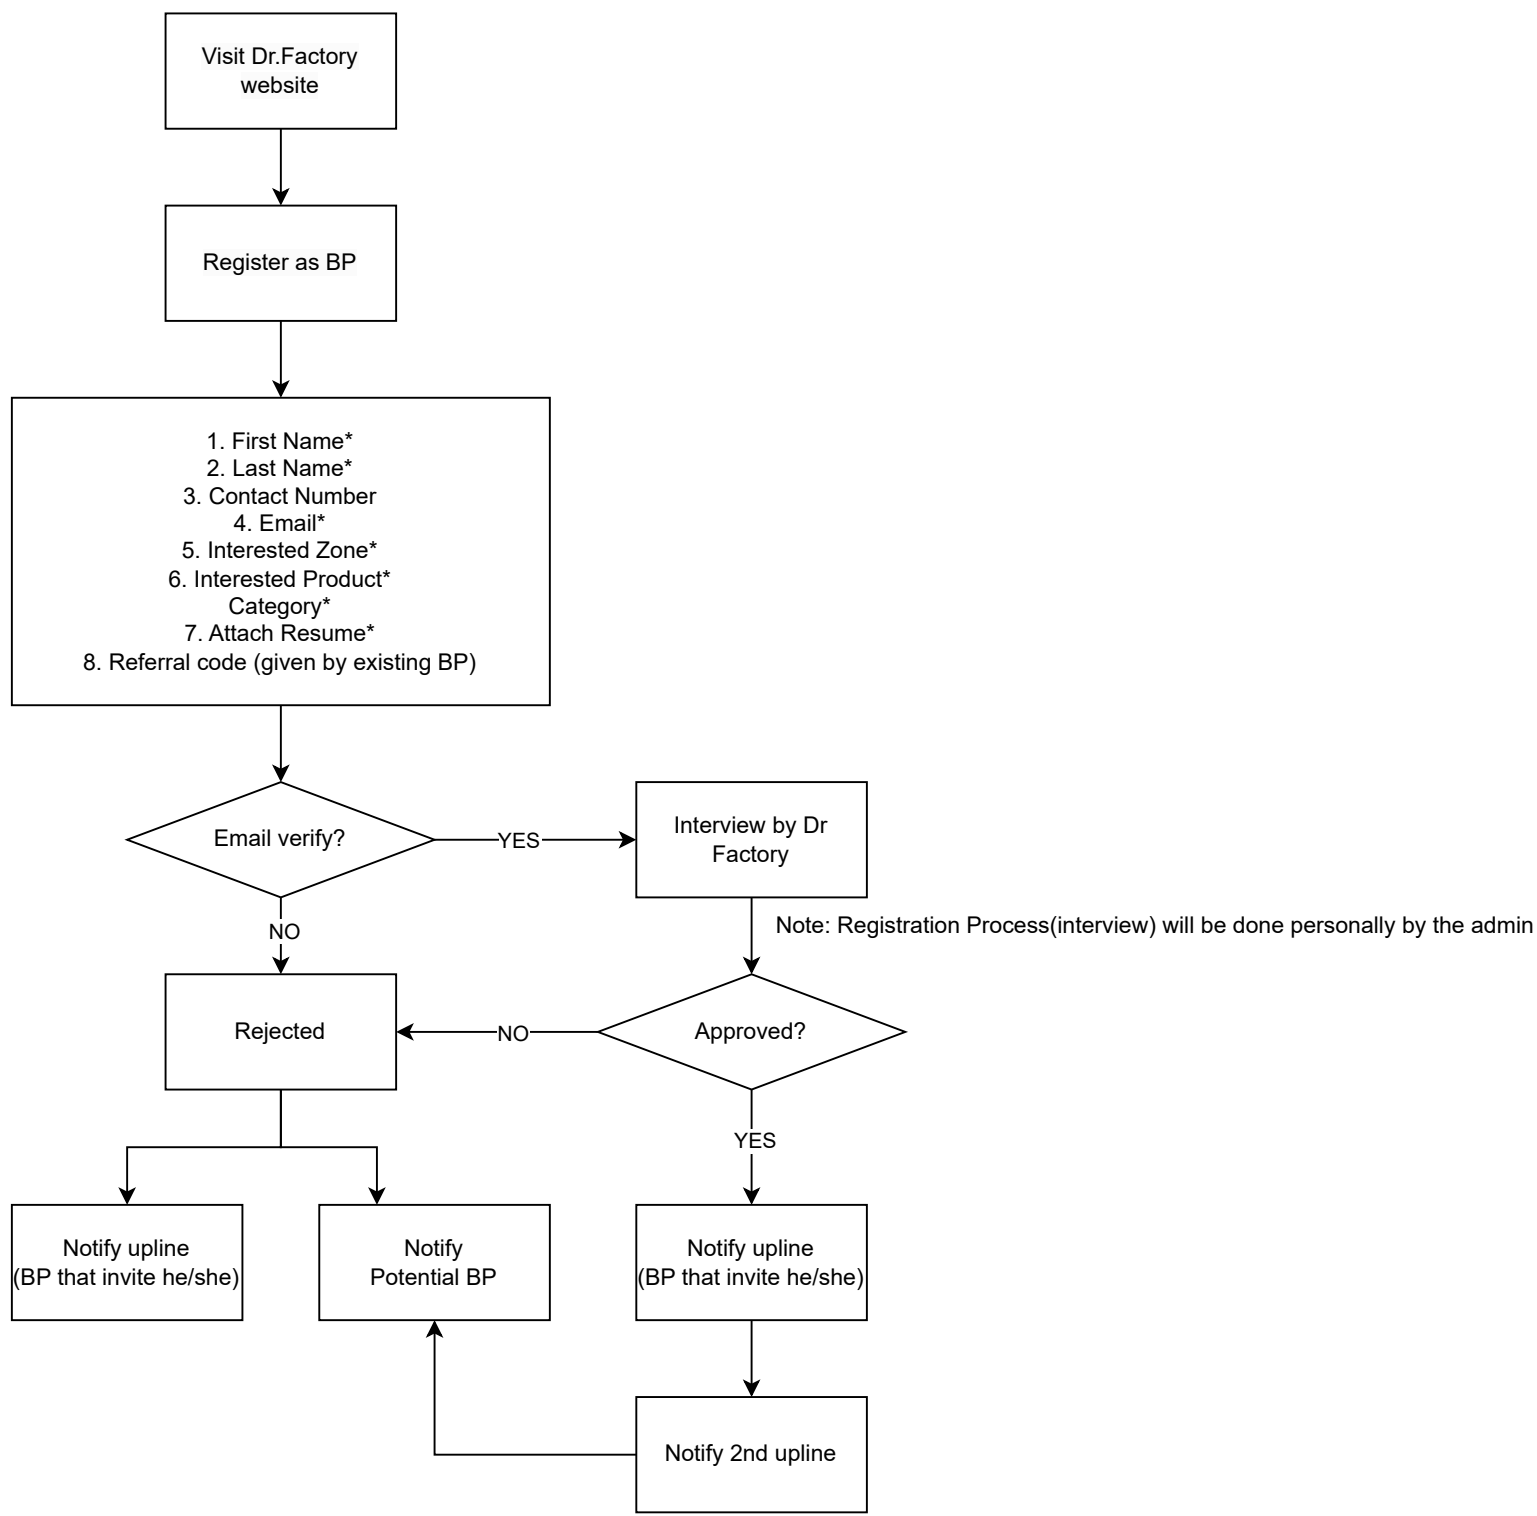 Visit Dr.Factory
website
Register as BP
1. First Name*
2. Last Name*
3. Contact Number
4. Email*
5. Interested Zone*
6. Interested Product*
Category*
7. Attach Resume*
8. Referral code (given by existing BP)
Email verify?
YES
Interview by Dr
Factory
NO
Note: Registration Process(interview) will be done personally by the admin
Rejected
NO
Approved?
YES
Notify upline
(BP that invite he/she)
Notify
Potential BP
Notify upline
(BP that invite he/she)
Notify 2nd upline